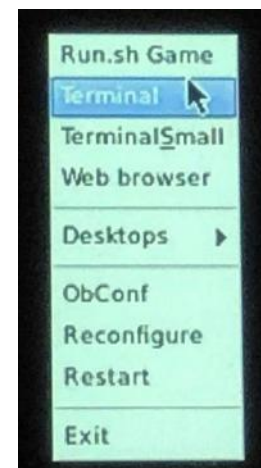 Run.sh Game
Terminal
TerminalSmall
Web browser
Desktops
ObConf
Reconfigure
Restart
Exit